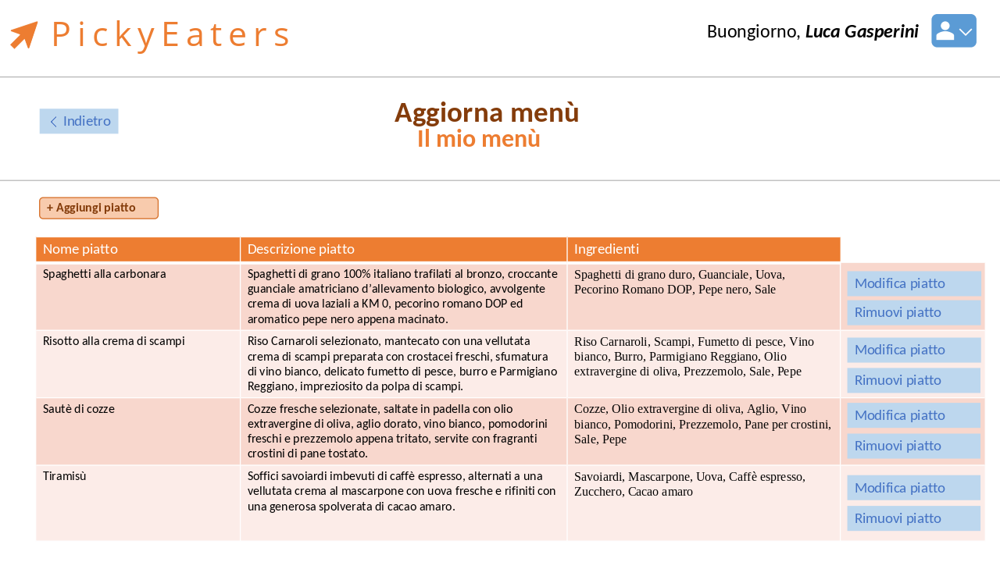 PickyEaters
Buongiorno, Luca Gasperini
Indietro
Aggiorna menù
Il mio menù
+ Aggiungi piatto
Nome piatto
Descrizione piatto
Ingredienti
Spaghetti alla carbonara
Spaghetti di grano 100% italiano trafilati al bronzo, croccante
guanciale amatriciano d’allevamento biologico, avvolgente
crema di uova laziali a KM 0, pecorino romano DOP ed
aromatico pepe nero appena macinato.
Spaghetti di grano duro, Guanciale, Uova,
Pecorino Romano DOP, Pepe nero, Sale
Modifica piatto
Rimuovi piatto
Risotto alla crema di scampi
Riso Carnaroli selezionato, mantecato con una vellutata
crema di scampi preparata con crostacei freschi, sfumatura
di vino bianco, delicato fumetto di pesce, burro e Parmigiano
Reggiano, impreziosito da polpa di scampi.
Riso Carnaroli, Scampi, Fumetto di pesce, Vino
bianco, Burro, Parmigiano Reggiano, Olio
extravergine di oliva, Prezzemolo, Sale, Pepe
Modifica piatto
Rimuovi piatto
Sautè di cozze
Cozze fresche selezionate, saltate in padella con olio
extravergine di oliva, aglio dorato, vino bianco, pomodorini
freschi e prezzemolo appena tritato, servite con fragranti
crostini di pane tostato.
Cozze, Olio extravergine di oliva, Aglio, Vino
bianco, Pomodorini, Prezzemolo, Pane per crostini,
Sale, Pepe
Modifica piatto
Rimuovi piatto
Tiramisù
Soffici savoiardi imbevuti di caffè espresso, alternati a una
vellutata crema al mascarpone con uova fresche e rifiniti con
una generosa spolverata di cacao amaro.
Savoiardi, Mascarpone, Uova, Caffè espresso,
Zucchero, Cacao amaro
Modifica piatto
Rimuovi piatto